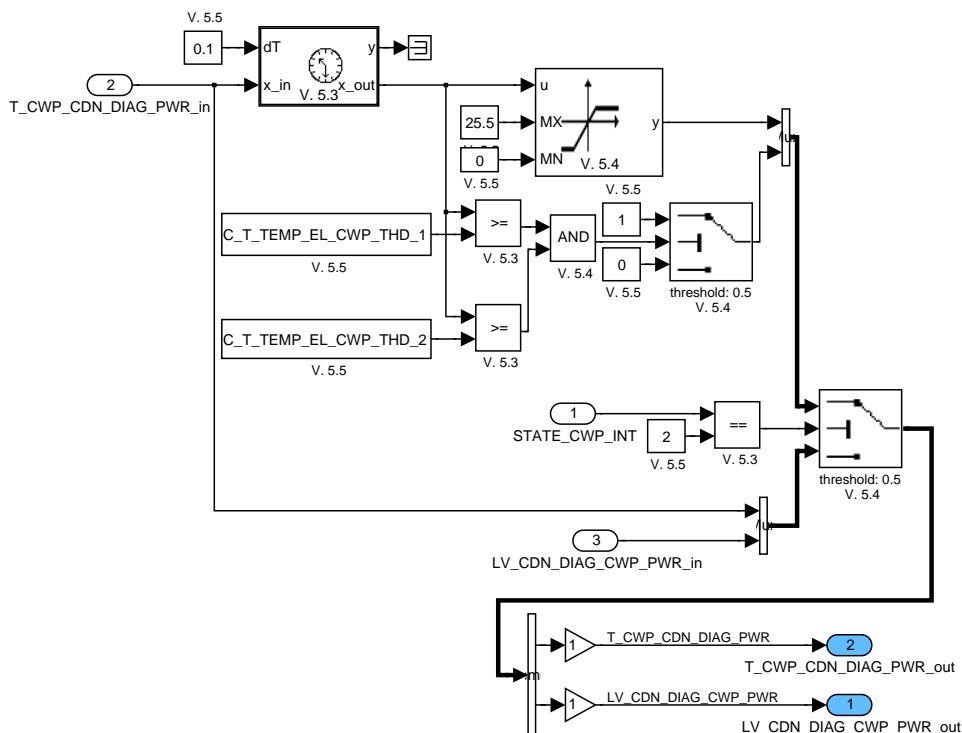 V. 5.5
0.1
dT
y
x_in
x_out
V. 5.3
2
T_CWP_CDN_DIAG_PWR_in
u
MX
MN
y
V. 5.4
25.5
0
V. 5.5
V. 5.5
1
0
V. 5.5
C_T_TEMP_EL_CWP_THD_1
V. 5.5
>=
V. 5.3
AND
V. 5.4
threshold: 0.5
V. 5.4
C_T_TEMP_EL_CWP_THD_2
V. 5.5
>=
V. 5.3
1
STATE_CWP_INT
2
V. 5.5
==
V. 5.3
threshold: 0.5
V. 5.4
3
LV_CDN_DIAG_CWP_PWR_in
1
T_CWP_CDN_DIAG_PWR
2
T_CWP_CDN_DIAG_PWR_out
1
LV_CDN_DIAG_CWP_PWR
1
LV_CDN_DIAG_CWP_PWR_out